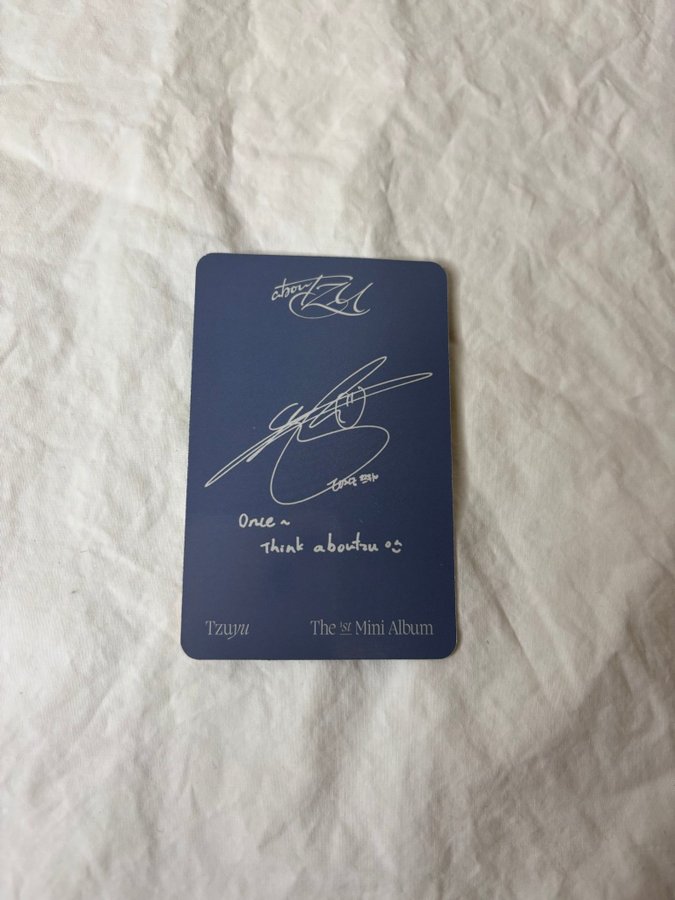 abouTZU
Once ~
Think aboutzu
Tzuyu
The 1st Mini Album